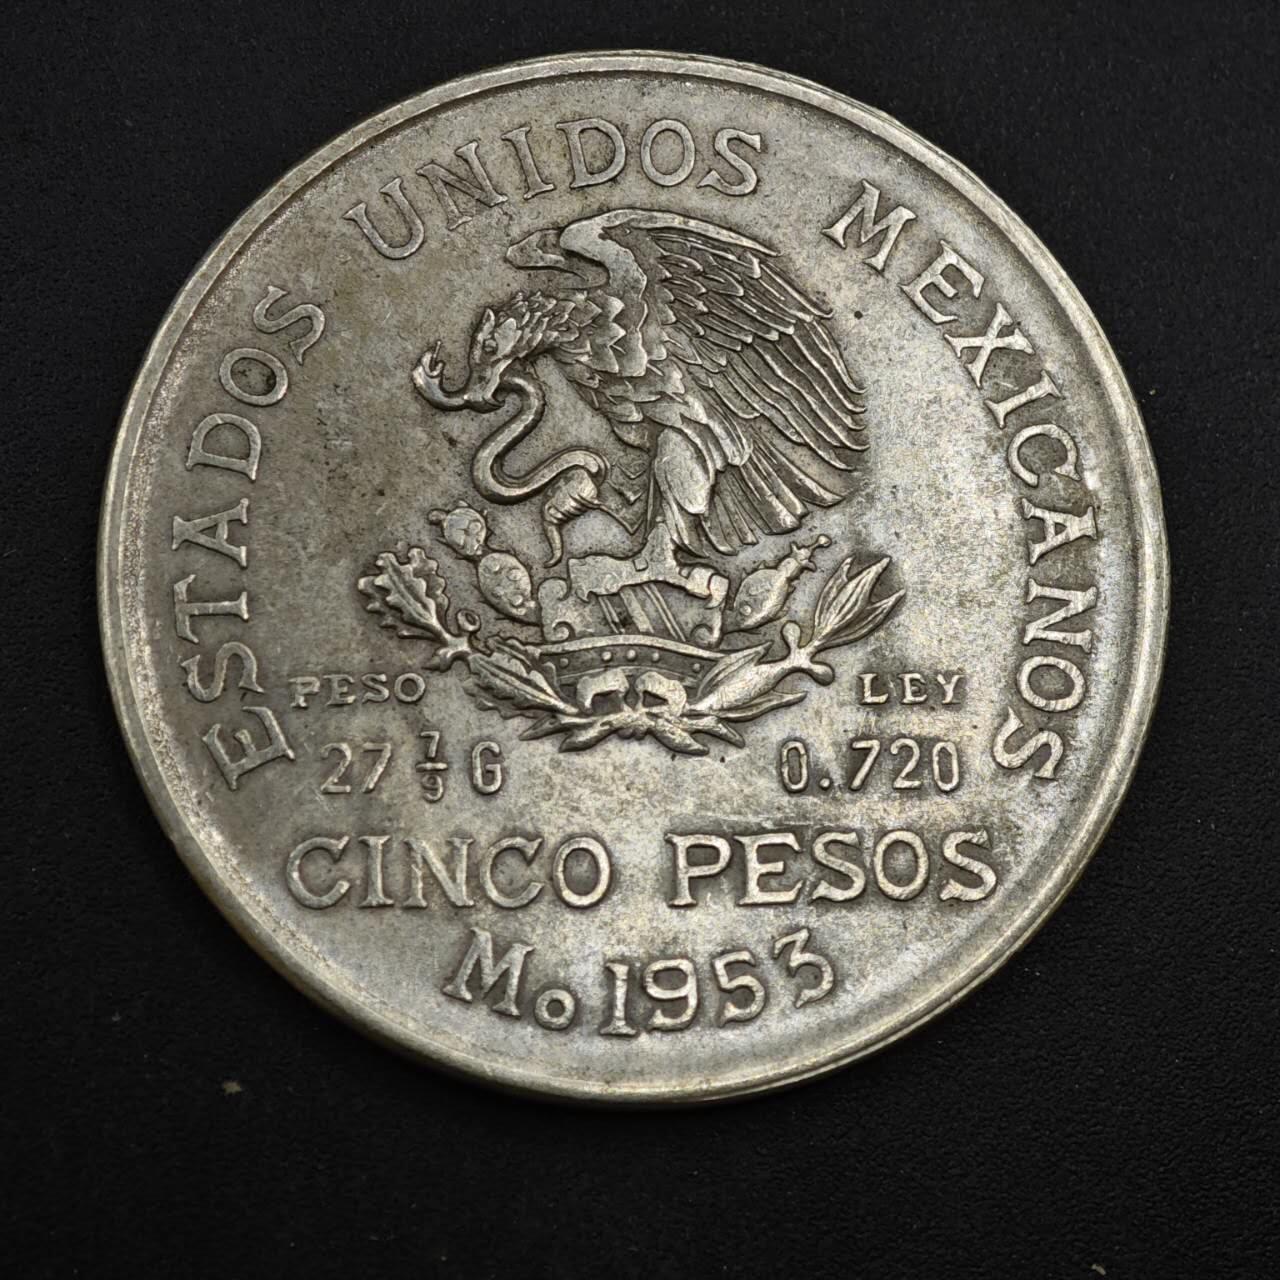 ESTADOS UNIDOS MEXICANOS
PESO LEY
27 7/9 G 0.720
CINCO PESOS
Mo 1953